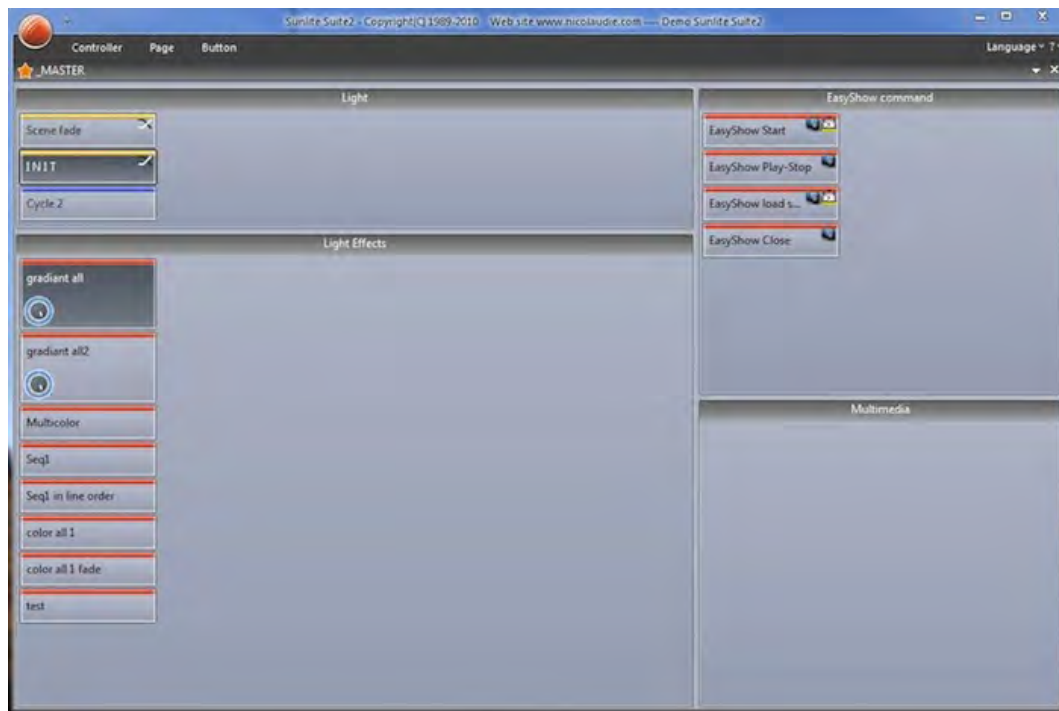 Sunlite Suite2 - Copyright(C) 1989-2010 Web site www.nicolaudie.com ---- Demo Sunlite Suite2
Controller Page Button Language ?
_MASTER
Light
Scene fade
INIT
Cycle 2
Light Effects
gradiant all
gradiant all2
Multicolor
Seq1
Seq1 in line order
color all 1
color all 1 fade
test
EasyShow command
EasyShow Start
EasyShow Play-Stop
EasyShow load s...
EasyShow Close
Multimedia